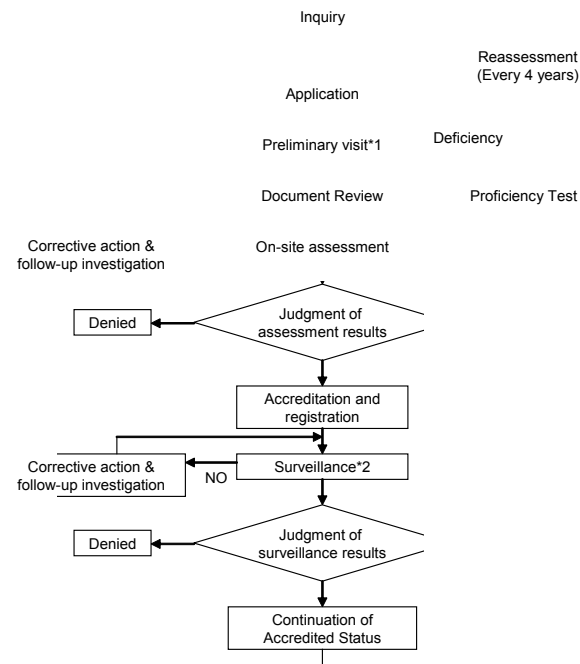 Inquiry
Reassessment
(Every 4 years)
Application
Preliminary visit*1
Deficiency
Document Review
Proficiency Test
Corrective action &
follow-up investigation
On-site assessment
Denied
Judgment of
assessment results
Accreditation and
registration
Corrective action &
follow-up investigation
NO
Surveillance*2
Denied
Judgment of
surveillance results
Continuation of
Accredited Status